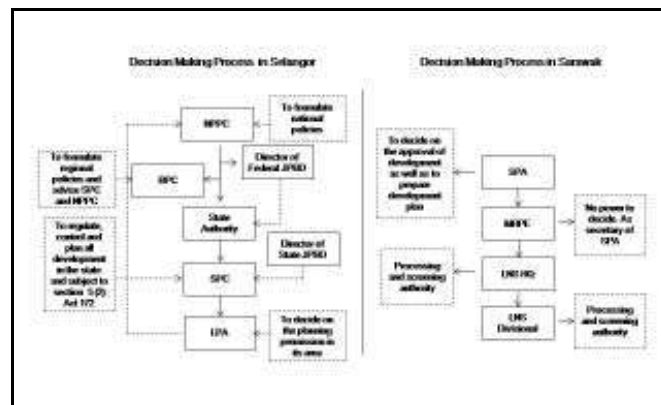 Decision Making Process in Selangor
NPPC
To formulate
national
policies
Director of
Federal JPBD
To formulate
regional
policies and
advise SPC
and NPPC
RPC
State
Authority
To regulate,
control and
plan all
development
in the state
and subject to
section 5 (2)
Act 172
Director of
State JPBD
SPC
LPA
To decide on
the planning
permission in
its area
Decision Making Process in Sarawak
To decide on
the approval of
development
as well as to
prepare
development
plan
SPA
MRPE
No power to
decide. As
secretary of
SPA
Processing and
screening
authority
LNS HQ
LNS
Divisional
Processing
and screening
authority